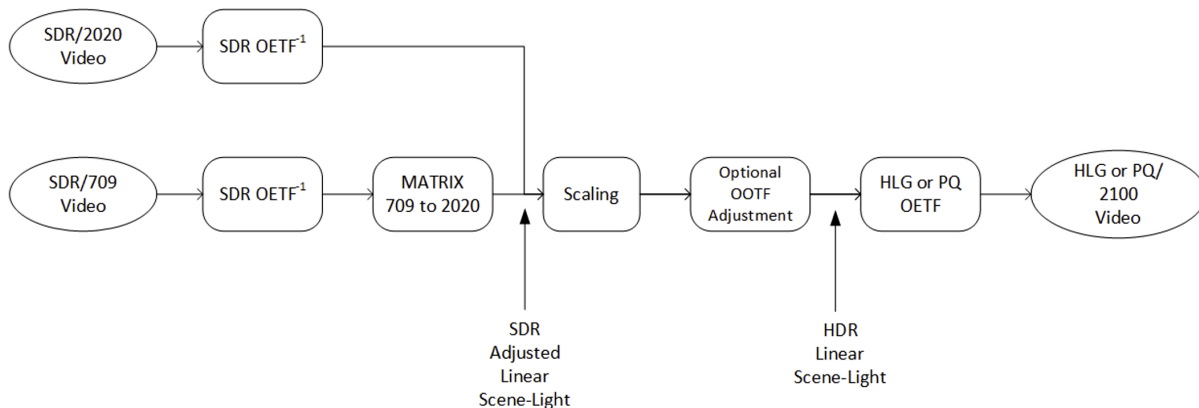 SDR/2020
Video
SDR OETF⁻¹
SDR/709
Video
SDR OETF⁻¹
MATRIX
709 to 2020
Scaling
Optional
OOTF
Adjustment
HLG or PQ
OETF
HLG or PQ/
2100
Video
SDR
Adjusted
Linear
Scene-Light
HDR
Linear
Scene-Light